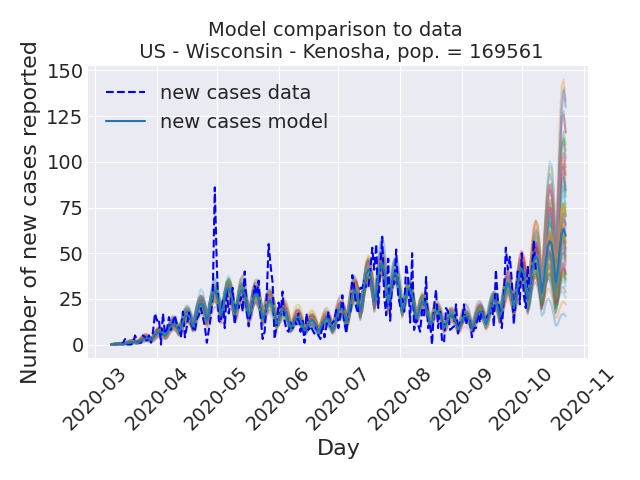 Model comparison to data
US - Wisconsin - Kenosha, pop. = 169561
Number of new cases reported
150
125
100
75
50
25
0
new cases data
new cases model
2020-03
2020-04
2020-05
2020-06
2020-07
2020-08
2020-09
2020-10
2020-11
Day